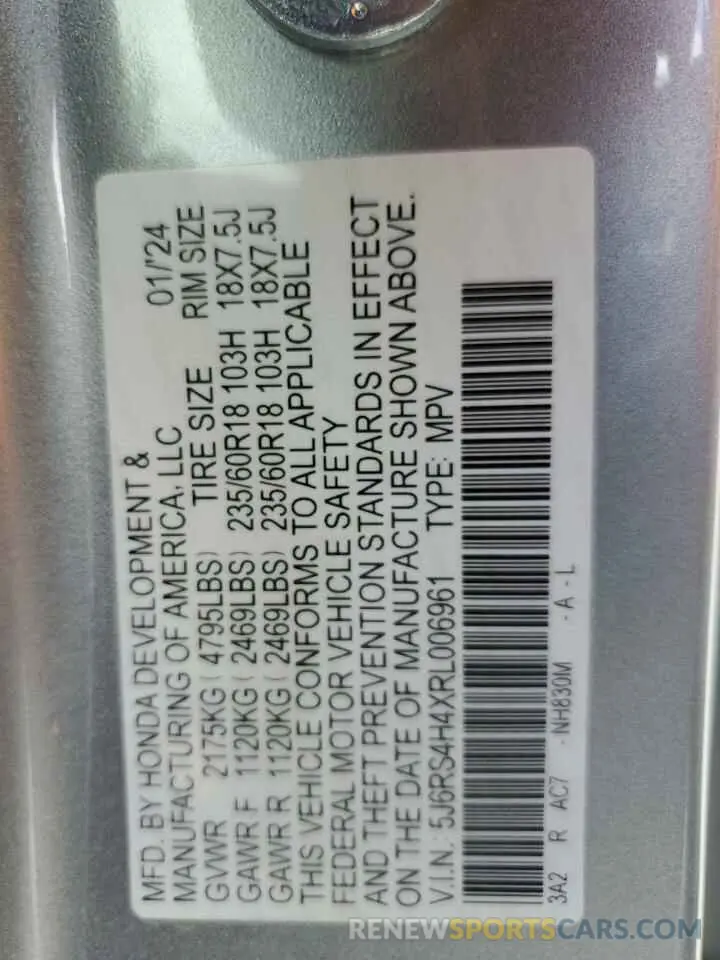 MFD. BY HONDA DEVELOPMENT &
MANUFACTURING OF AMERICA, LLC 01/'24
GVWR 2175KG ( 4795LBS) TIRE SIZE RIM SIZE
GAWR F 1120KG ( 2469LBS) 235/60R18 103H 18X7.5J
GAWR R 1120KG ( 2469LBS) 235/60R18 103H 18X7.5J
THIS VEHICLE CONFORMS TO ALL APPLICABLE
FEDERAL MOTOR VEHICLE SAFETY
AND THEFT PREVENTION STANDARDS IN EFFECT
ON THE DATE OF MANUFACTURE SHOWN ABOVE.
V.I.N. 5J6RS4H4XRL006961 TYPE: MPV
3A2 R AC7 - NH830M - A - L
RENEWSPORTSCARS.COM